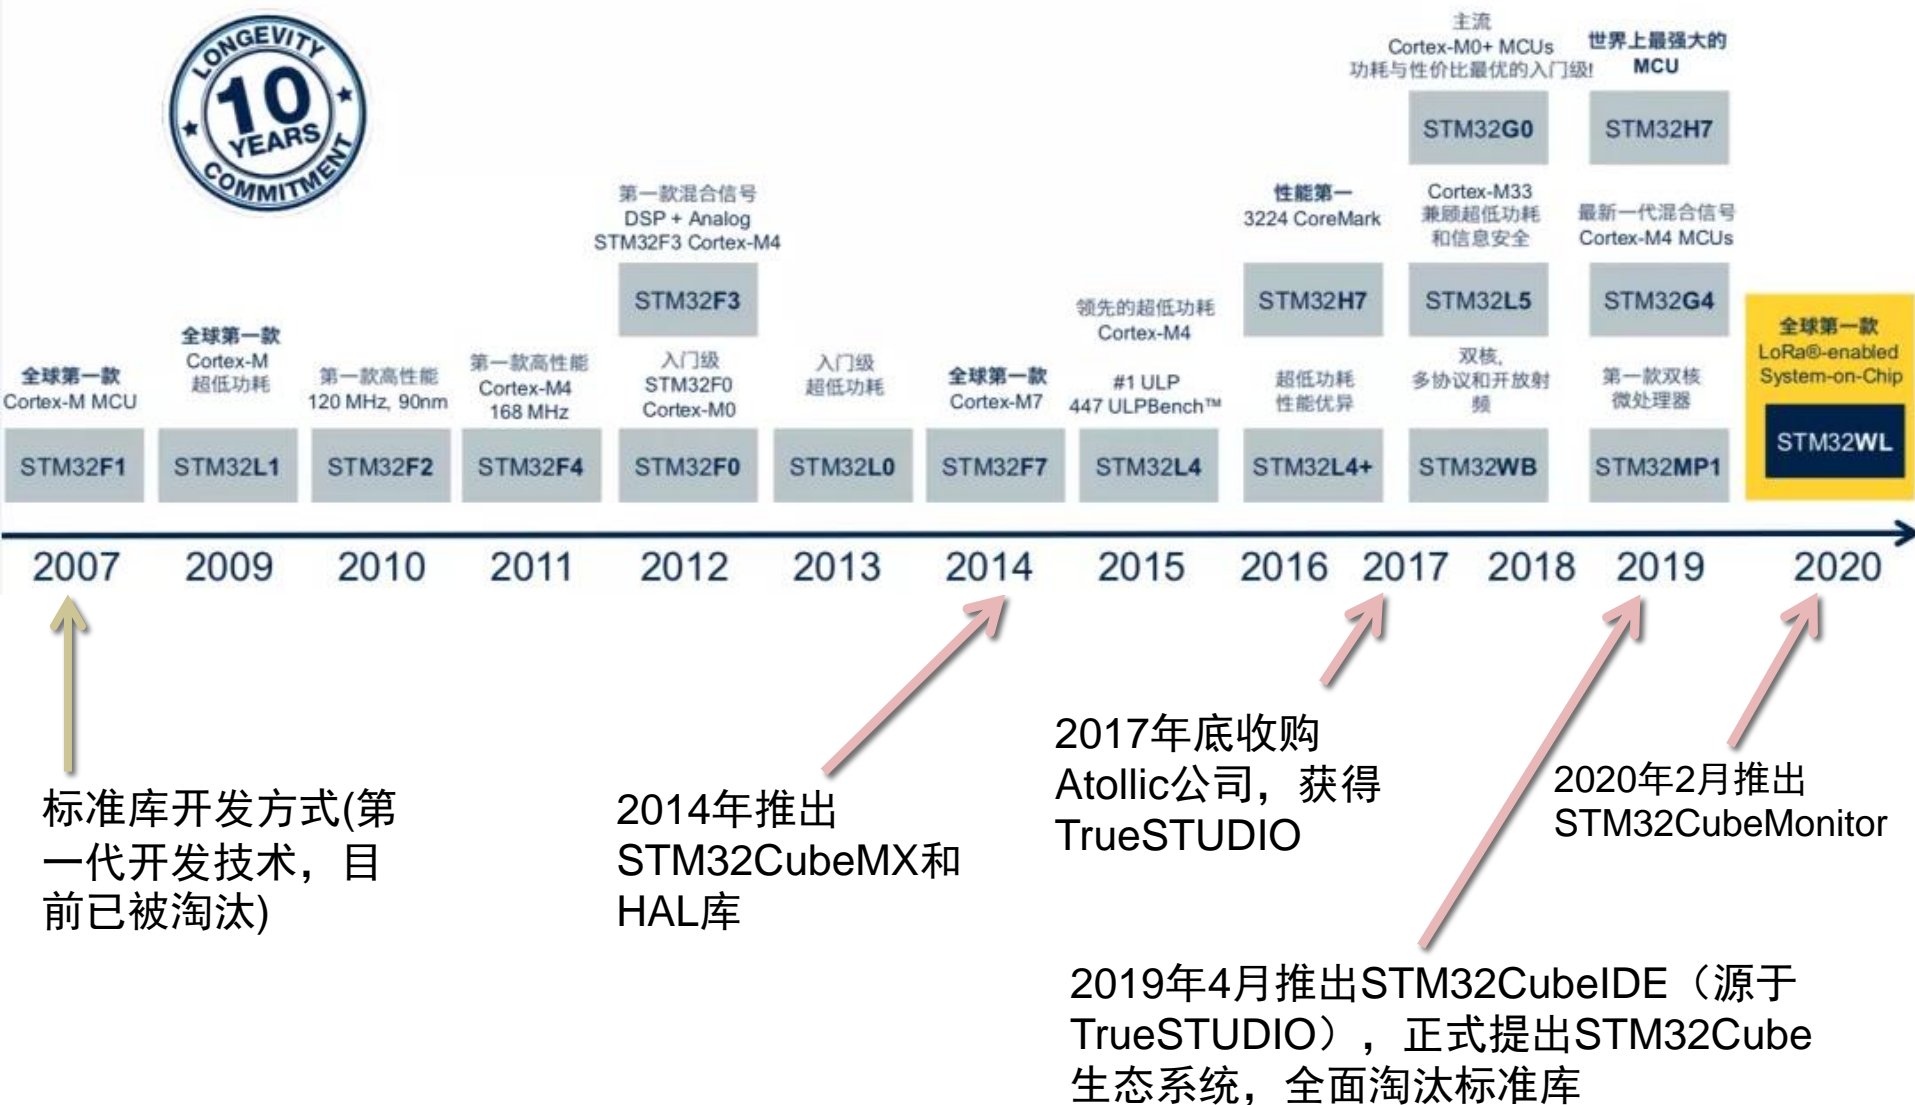 LONGEVITY
10
YEARS
COMMITMENT
主流
Cortex-M0+ MCUs
功耗与性价比最优的入门级!
STM32G0
世界上最强大的
MCU
STM32H7
第一款混合信号
DSP + Analog
STM32F3 Cortex-M4
STM32F3
性能第一
3224 CoreMark
STM32H7
Cortex-M33
兼顾超低功耗
和信息安全
STM32L5
最新一代混合信号
Cortex-M4 MCUs
STM32G4
全球第一款
Cortex-M MCU
STM32F1
全球第一款
Cortex-M
超低功耗
STM32L1
第一款高性能
120 MHz, 90nm
STM32F2
第一款高性能
Cortex-M4
168 MHz
STM32F4
入门级
STM32F0
Cortex-M0
STM32F0
入门级
超低功耗
STM32L0
全球第一款
Cortex-M7
STM32F7
领先的超低功耗
Cortex-M4
#1 ULP
447 ULPBench™
STM32L4
超低功耗
性能优异
STM32L4+
双核,
多协议和开放射
频
STM32WB
第一款双核
微处理器
STM32MP1
全球第一款
LoRa®-enabled
System-on-Chip
STM32WL
2007 2009 2010 2011 2012 2013 2014 2015 2016 2017 2018 2019 2020
标准库开发方式(第
一代开发技术，目
前已被淘汰)
2014年推出
STM32CubeMX和
HAL库
2017年底收购
Atollic公司，获得
TrueSTUDIO
2020年2月推出
STM32CubeMonitor
2019年4月推出STM32CubeIDE（源于
TrueSTUDIO），正式提出STM32Cube
生态系统，全面淘汰标准库